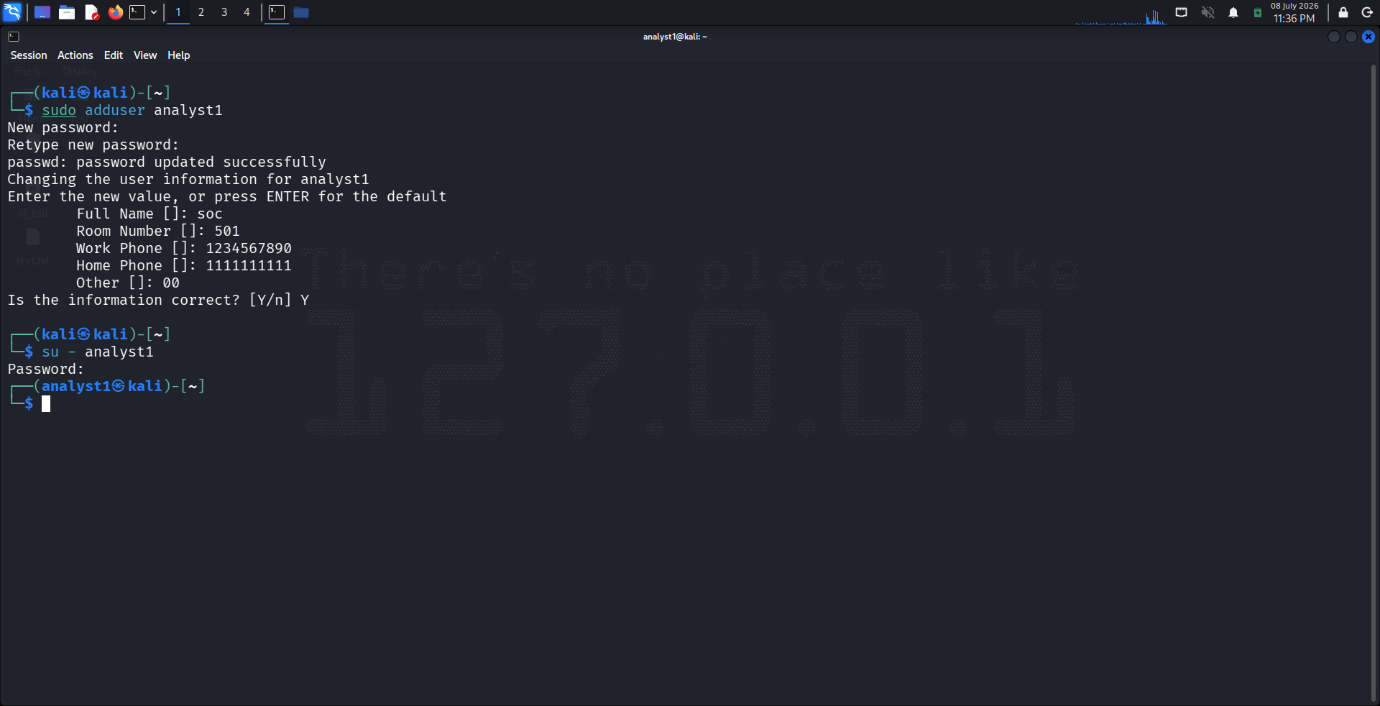 1 2 3 4
08 July 2026
11:36 PM
analyst1@kali: ~
Session Actions Edit View Help
┌──(kali㉿kali)-[~]
└─$ sudo adduser analyst1
New password:
Retype new password:
passwd: password updated successfully
Changing the user information for analyst1
Enter the new value, or press ENTER for the default
Full Name []: soc
Room Number []: 501
Work Phone []: 1234567890
Home Phone []: 1111111111
Other []: 00
Is the information correct? [Y/n] Y
┌──(kali㉿kali)-[~]
└─$ su - analyst1
Password:
┌──(analyst1㉿kali)-[~]
└─$
There's no place like
127.0.0.1